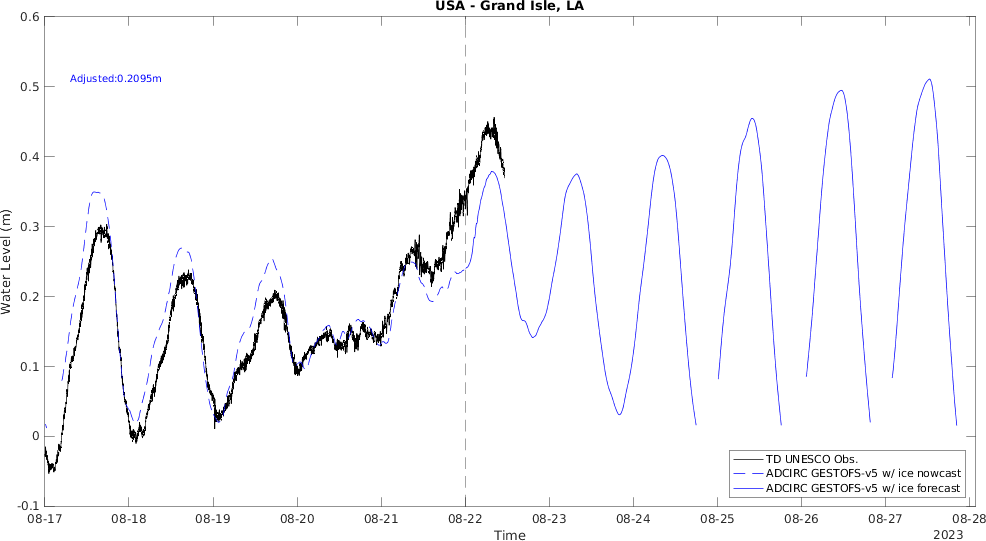 USA - Grand Isle, LA
0.6
0.5
0.4
0.3
0.2
0.1
0
-0.1
Water Level (m)
Adjusted:0.2095m
TD UNESCO Obs.
ADCIRC GESTOFS-v5 w/ ice nowcast
ADCIRC GESTOFS-v5 w/ ice forecast
08-17 08-18 08-19 08-20 08-21 08-22 08-23 08-24 08-25 08-26 08-27 08-28
Time
2023